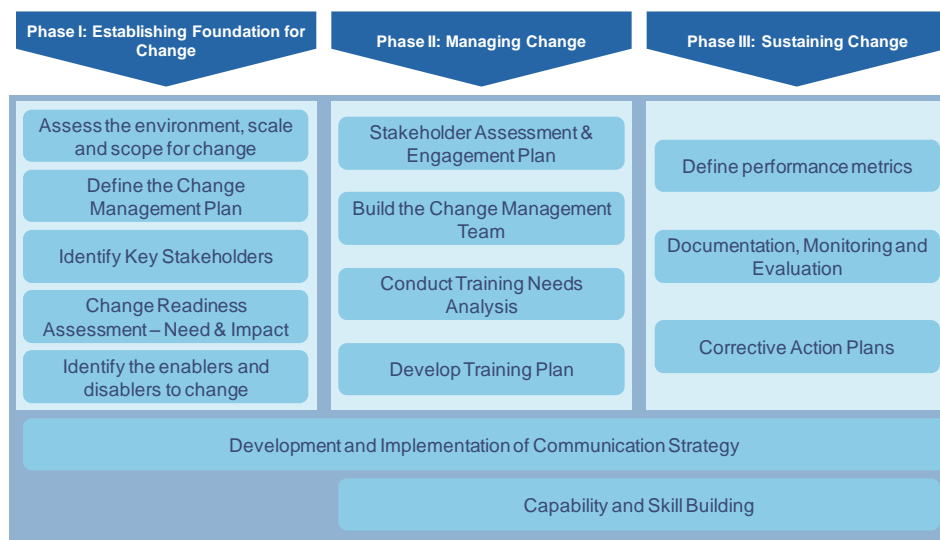 Phase I: Establishing Foundation for
Change
Phase II: Managing Change
Phase III: Sustaining Change
Assess the environment, scale
and scope for change
Define the Change
Management Plan
Identify Key Stakeholders
Change Readiness
Assessment – Need & Impact
Identify the enablers and
disablers to change
Stakeholder Assessment &
Engagement Plan
Build the Change Management
Team
Conduct Training Needs
Analysis
Develop Training Plan
Define performance metrics
Documentation, Monitoring and
Evaluation
Corrective Action Plans
Development and Implementation of Communication Strategy
Capability and Skill Building